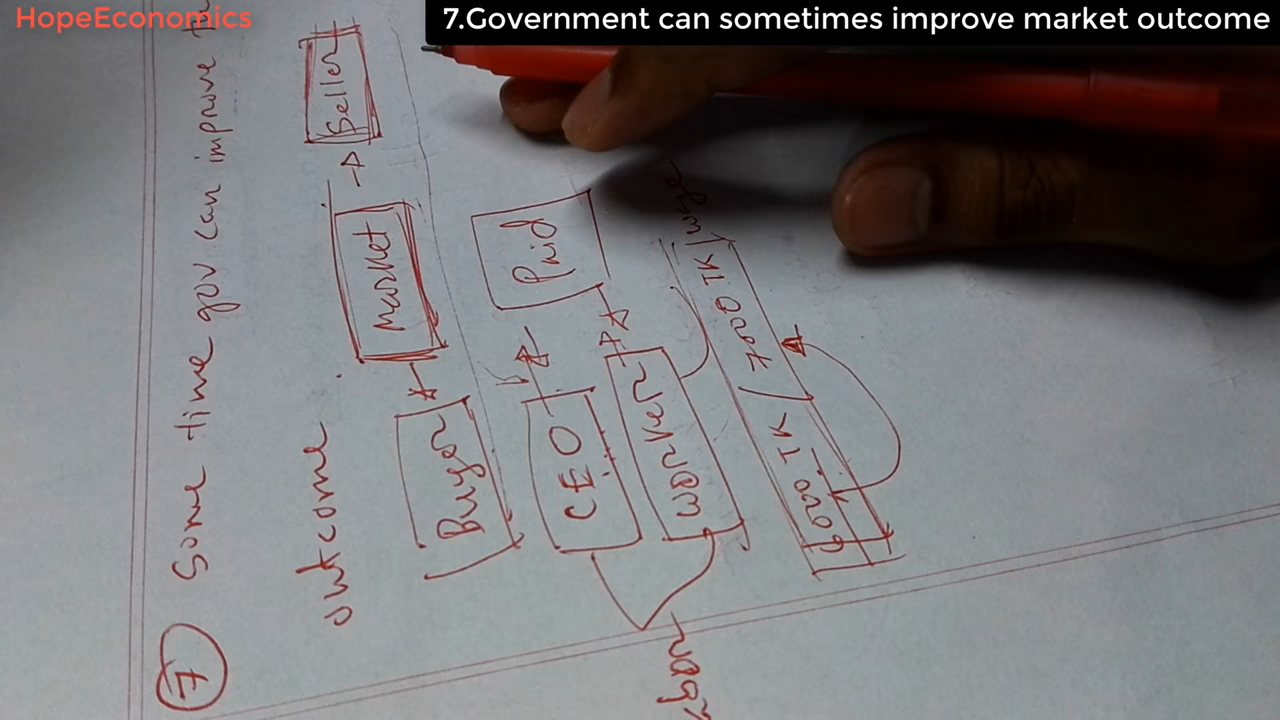 HopeEconomics
7.Government can sometimes improve market outcome
7 Some time gov can improve
outcome
Buyer Market Seller
CEO Paid
Worker
6000 TK / 7000 TK / wage